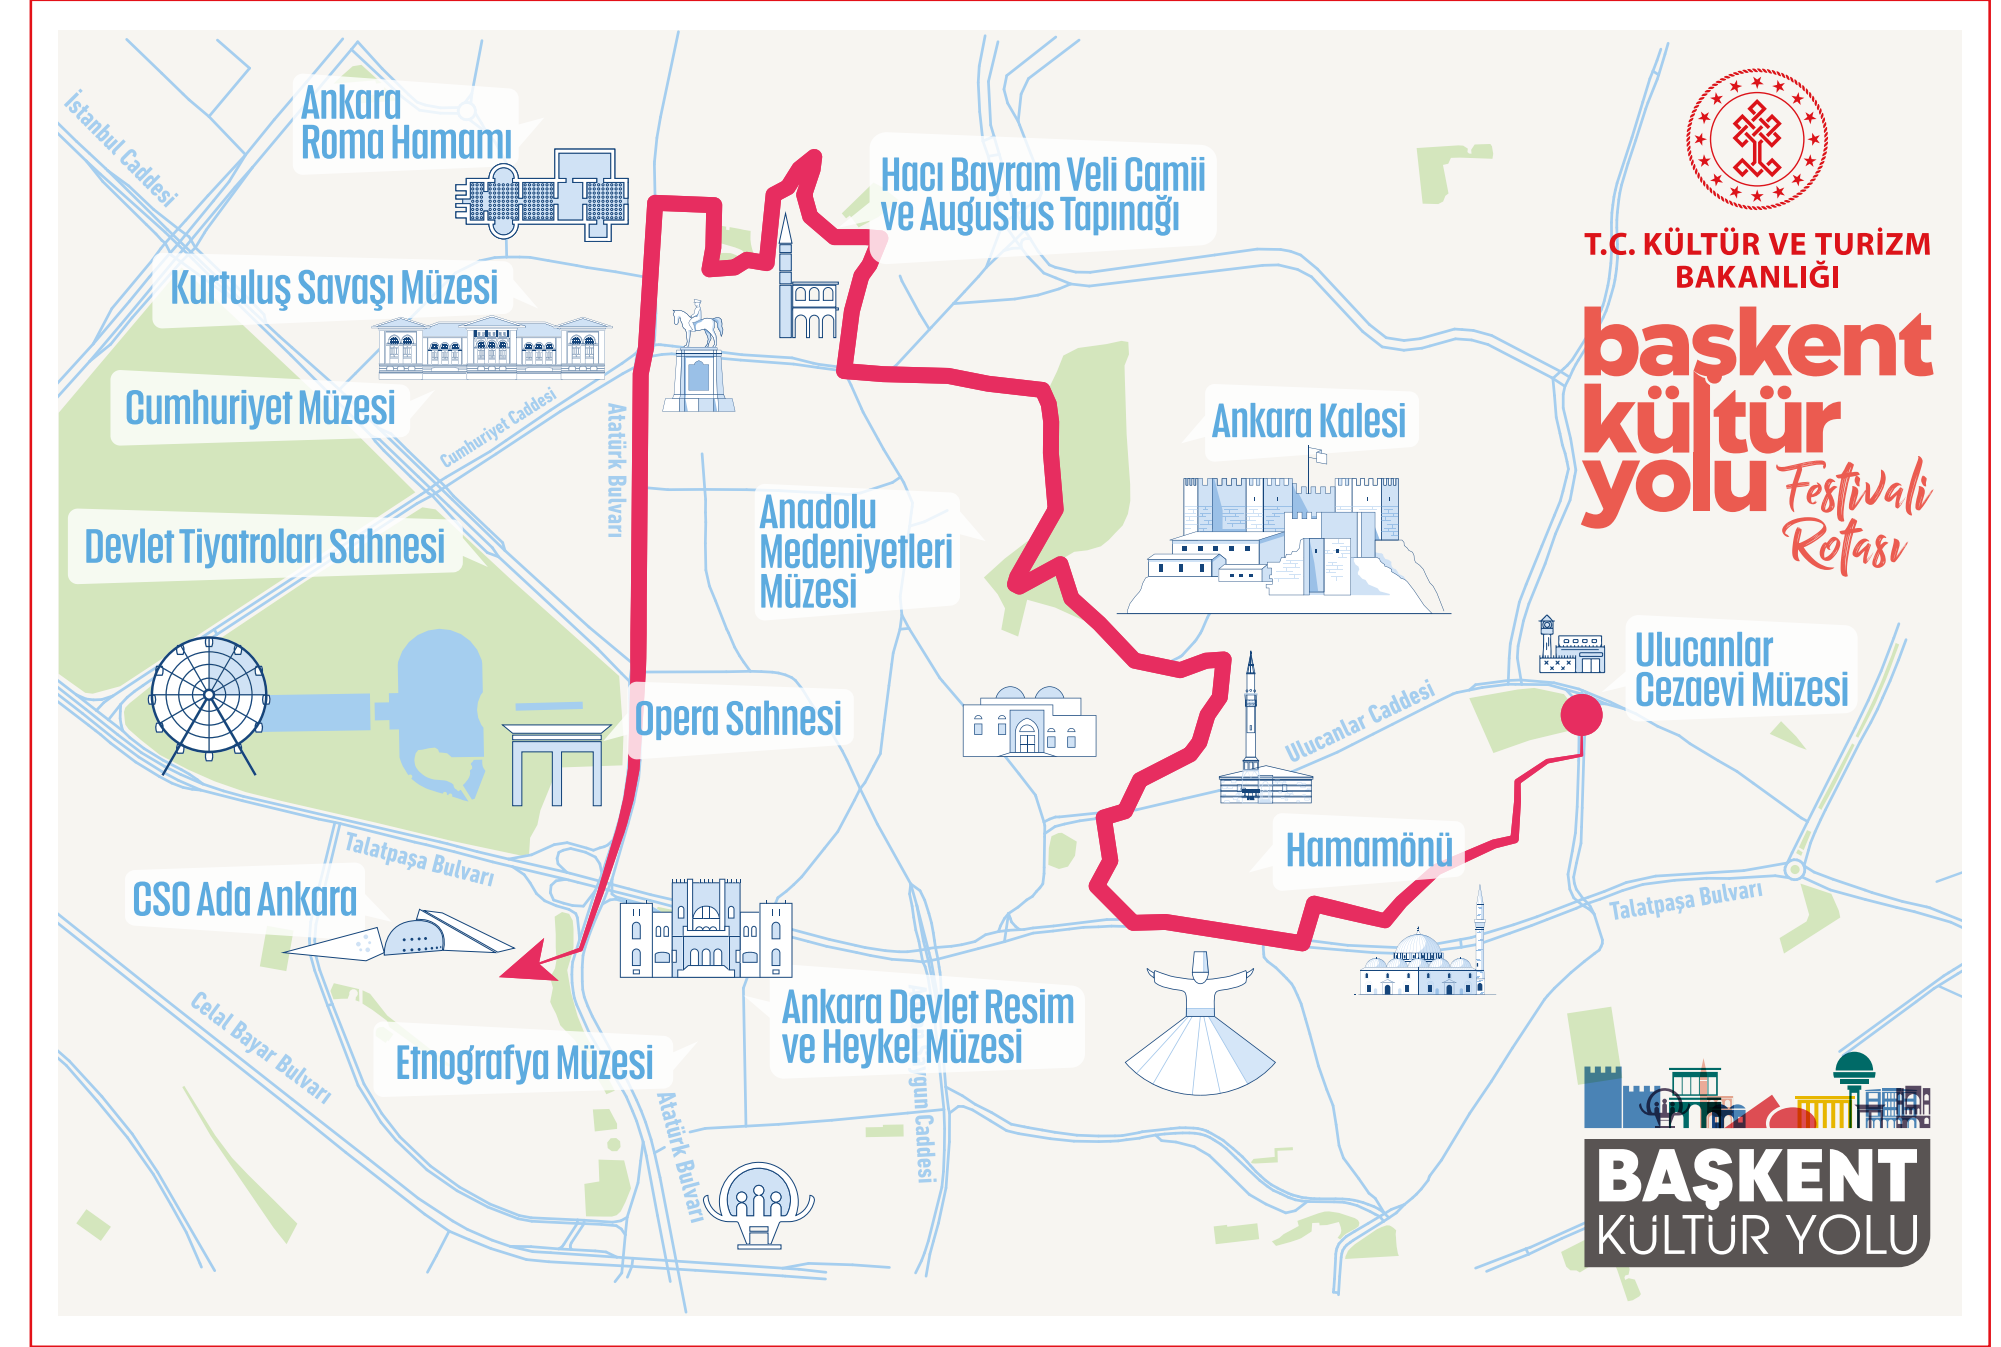 Ankara
Roma Hamamı
İstanbul Caddesi
Hacı Bayram Veli Camii
ve Augustus Tapınağı
T.C. KÜLTÜR VE TURİZM
BAKANLIĞI
başkent
kültür
yolu
Festivali
Rotası
Kurtuluş Savaşı Müzesi
Cumhuriyet Müzesi
Cumhuriyet Caddesi
Atatürk Bulvarı
Ankara Kalesi
Devlet Tiyatroları Sahnesi
Anadolu
Medeniyetleri
Müzesi
Ulucanlar
Cezaevi Müzesi
Opera Sahnesi
Ulucanlar Caddesi
Hamamönü
Talatpaşa Bulvarı
CSO Ada Ankara
Talatpaşa Bulvarı
Celal Bayar Bulvarı
Etnografya Müzesi
Ankara Devlet Resim
ve Heykel Müzesi
Atatürk Bulvarı
Caddesi
BAŞKENT
KÜLTÜR YOLU